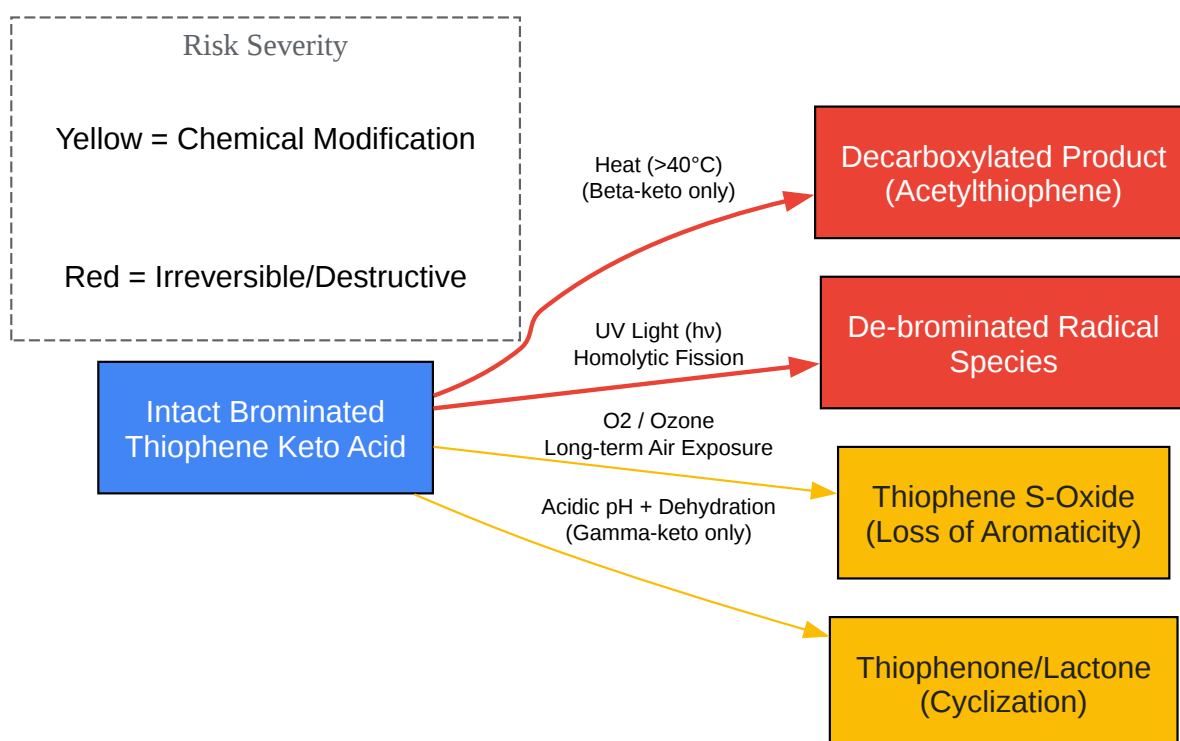 Risk Severity
Yellow = Chemical Modification
Red = Irreversible/Destructive
Intact Brominated
Thiophene Keto Acid
Heat (>40°C)
(Beta-keto only)
Decarboxylated Product
(Acetylthiophene)
UV Light (hν)
Homolytic Fission
De-brominated Radical
Species
O2 / Ozone
Long-term Air Exposure
Thiophene S-Oxide
(Loss of Aromaticity)
Acidic pH + Dehydration
(Gamma-keto only)
Thiophenone/Lactone
(Cyclization)